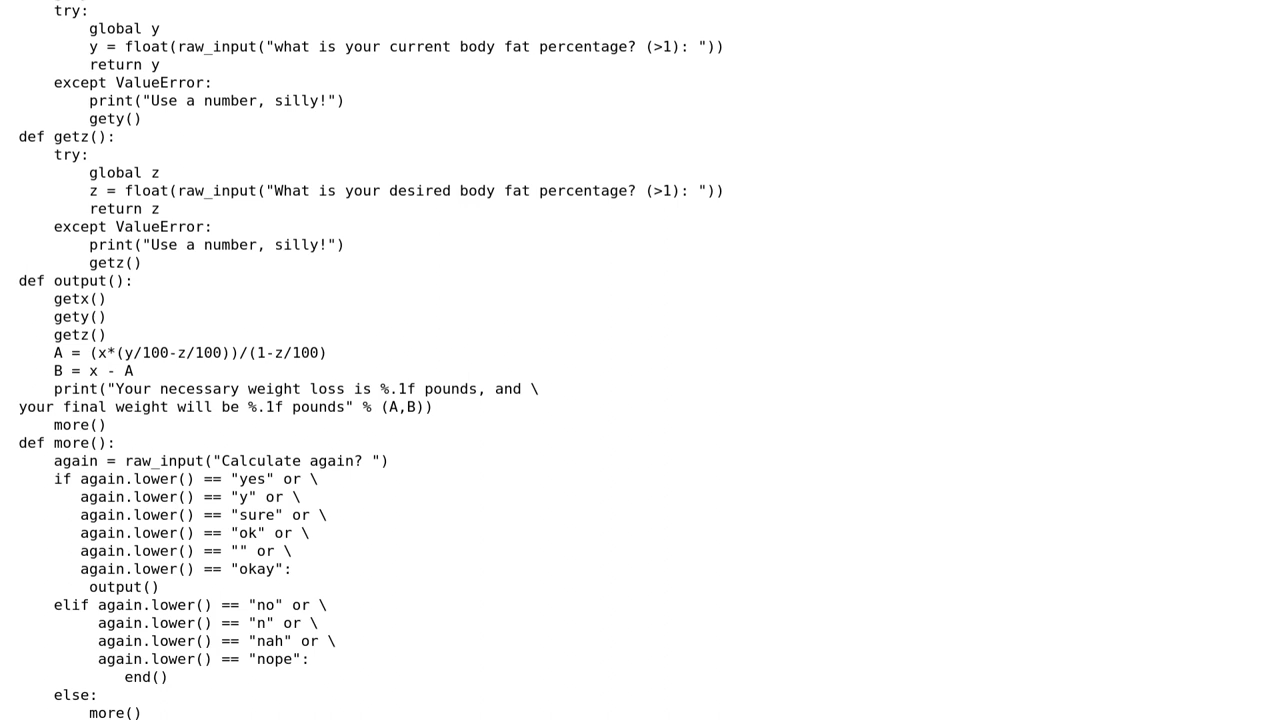 try:
        global y
        y = float(raw_input("what is your current body fat percentage? (>1): "))
        return y
    except ValueError:
        print("Use a number, silly!")
        gety()
def getz():
    try:
        global z
        z = float(raw_input("What is your desired body fat percentage? (>1): "))
        return z
    except ValueError:
        print("Use a number, silly!")
        getz()
def output():
    getx()
    gety()
    getz()
    A = (x*(y/100-z/100))/(1-z/100)
    B = x - A
    print("Your necessary weight loss is %.1f pounds, and \
your final weight will be %.1f pounds" % (A,B))
    more()
def more():
    again = raw_input("Calculate again? ")
    if again.lower() == "yes" or \
       again.lower() == "y" or \
       again.lower() == "sure" or \
       again.lower() == "ok" or \
       again.lower() == "" or \
       again.lower() == "okay":
        output()
    elif again.lower() == "no" or \
         again.lower() == "n" or \
         again.lower() == "nah" or \
         again.lower() == "nope":
            end()
    else:
        more()